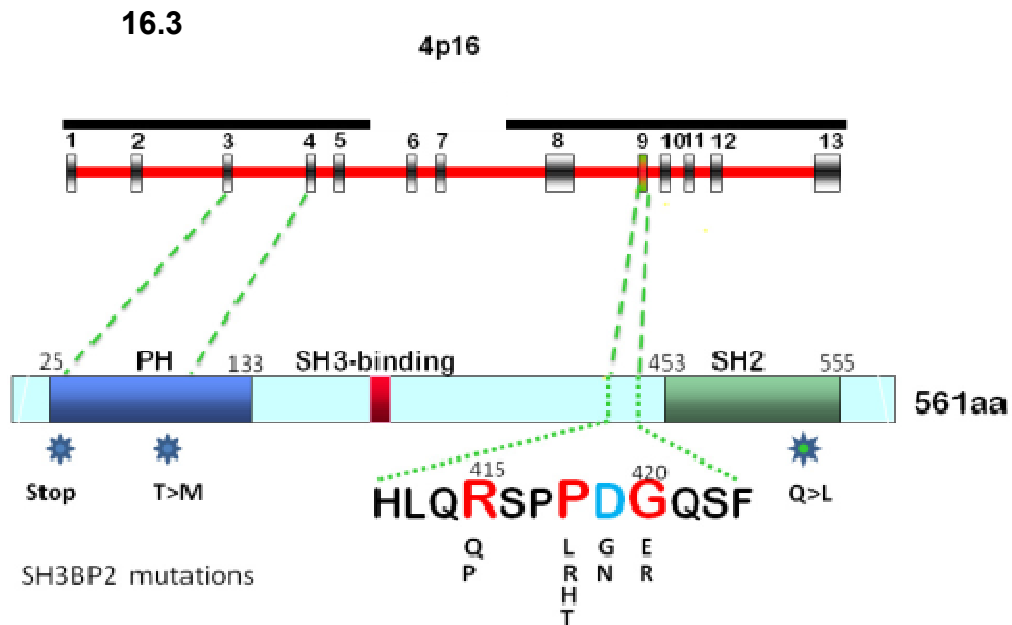 16.3
4p16
1 2 3 4 5 6 7 8 9 10 11 12 13
25 PH 133 SH3-binding 453 SH2 555
561aa
Stop T>M Q>L
415 420
HLQRSPPDGQSF
Q L G E
P R N R
H
T
SH3BP2 mutations